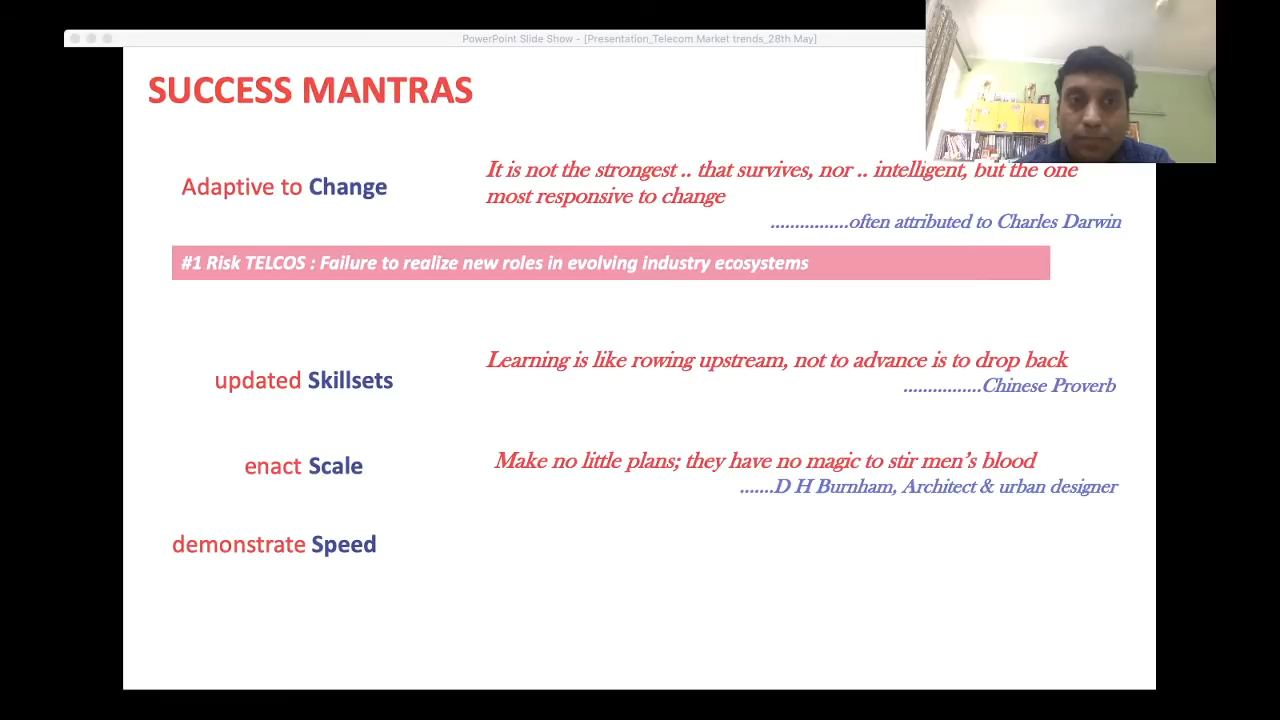 PowerPoint Slide Show - [Presentation_Telecom Market trends_28th May]
SUCCESS MANTRAS
Adaptive to Change
It is not the strongest .. that survives, nor .. intelligent, but the one
most responsive to change
................often attributed to Charles Darwin
#1 Risk TELCOS : Failure to realize new roles in evolving industry ecosystems
updated Skillsets
Learning is like rowing upstream, not to advance is to drop back
................Chinese Proverb
enact Scale
Make no little plans; they have no magic to stir men's blood
.......D H Burnham, Architect & urban designer
demonstrate Speed